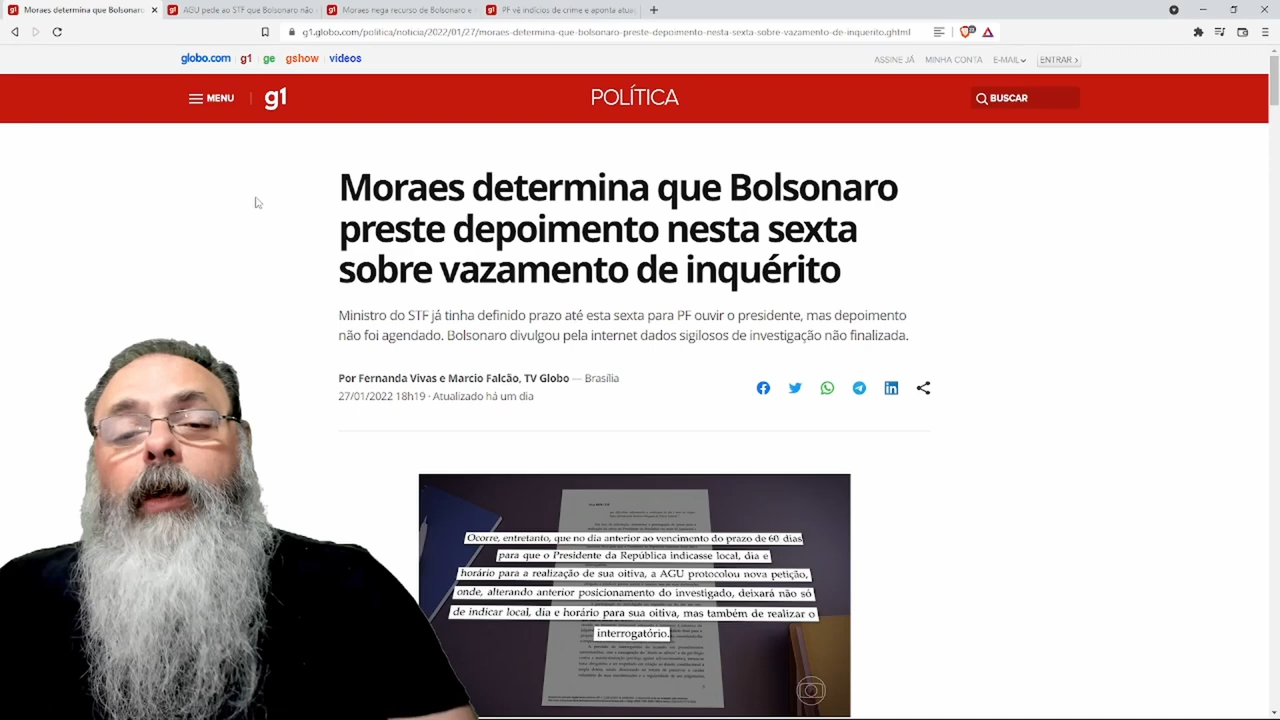 Moraes determina que Bolsonaro
AGU pede ao STF que Bolsonaro não
Moraes nega recurso de Bolsonaro e
PF vê indícios de crime e aponta atua
g1.globo.com/politica/noticia/2022/01/27/moraes-determina-que-bolsonaro-preste-depoimento-nesta-sexta-sobre-vazamento-de-inquerito.ghtml
globo.com g1 ge gshow vídeos
ASSINE JÁ MINHA CONTA E-MAIL ENTRAR
MENU g1 POLÍTICA BUSCAR
Moraes determina que Bolsonaro
preste depoimento nesta sexta
sobre vazamento de inquérito
Ministro do STF já tinha definido prazo até esta sexta para PF ouvir o presidente, mas depoimento
não foi agendado. Bolsonaro divulgou pela internet dados sigilosos de investigação não finalizada.
Por Fernanda Vivas e Marcio Falcão, TV Globo — Brasília
27/01/2022 18h19 · Atualizado há um dia
Ocorre, entretanto, que no dia anterior ao vencimento do prazo de 60 dias
para que o Presidente da República indicasse local, dia e
horário para a realização de sua oitiva, a AGU protocolou nova petição,
onde, alterando anterior posicionamento do investigado, deixará não só
de indicar local, dia e horário para sua oitiva, mas também de realizar o
interrogatório.